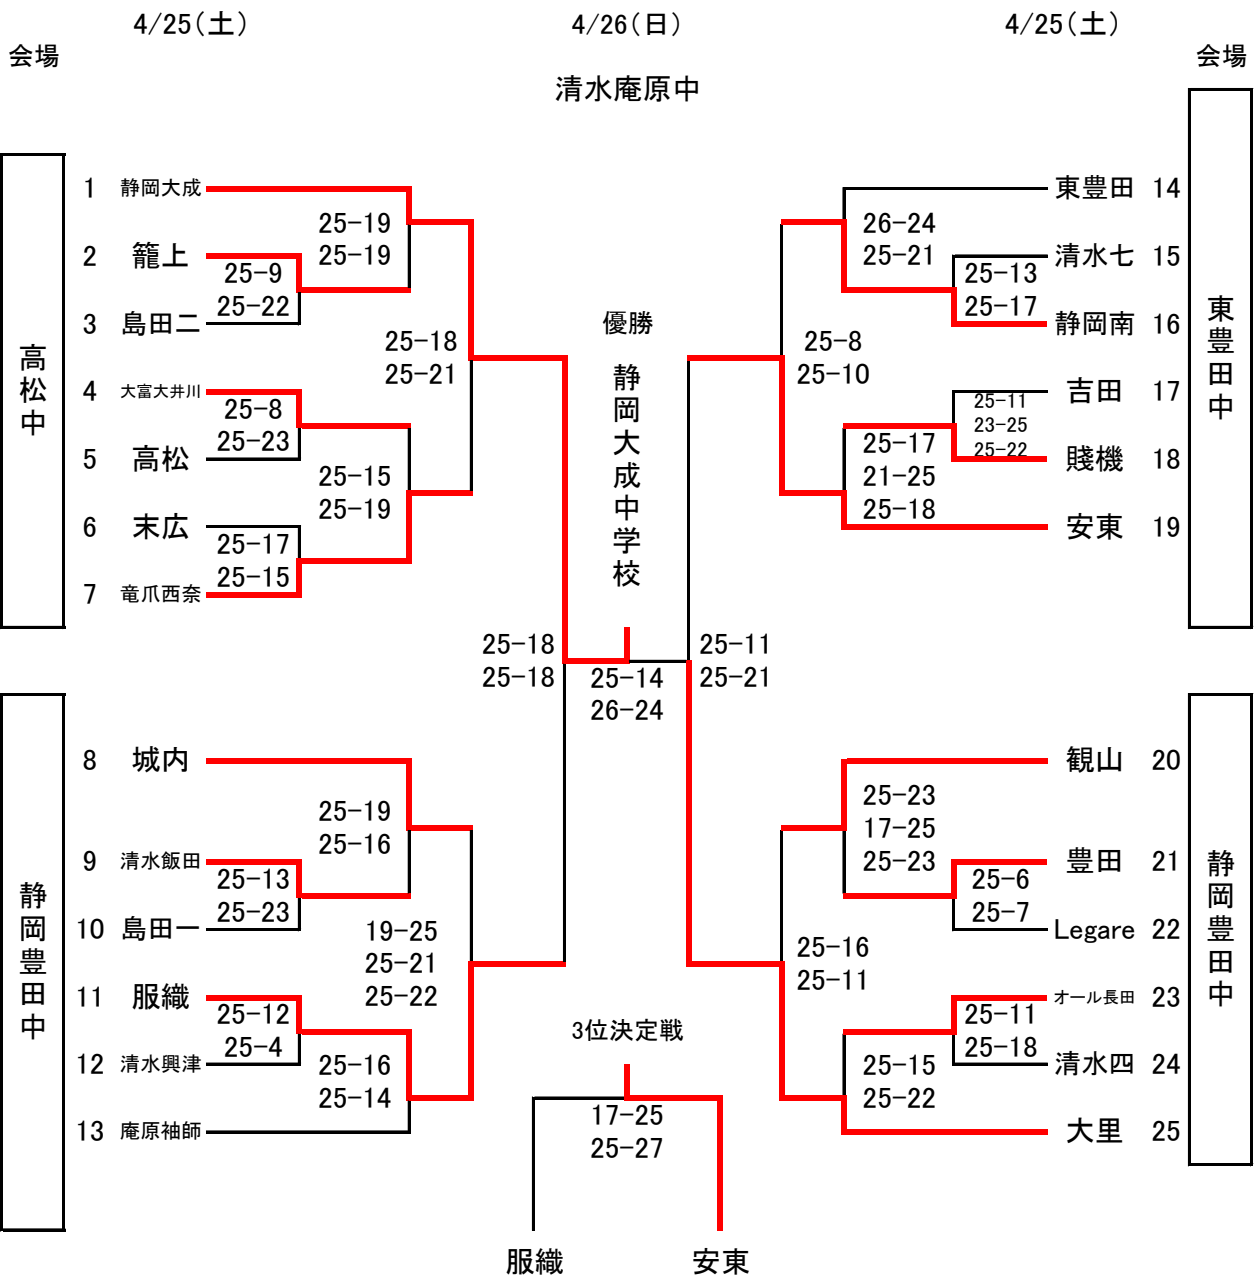 4/25(土)
4/26(日)
4/25(土)
会場
会場
清水庵原中
高松中
1 静岡大成
2 籠上
3 島田二
4 大富大井川
5 高松
6 末広
7 竜爪西奈
25-19
25-19
25-9
25-22
25-18
25-21
25-8
25-23
25-15
25-19
25-17
25-15
優勝
静岡大成中学校
東豊田 14
清水七 15
静岡南 16
吉田 17
賤機 18
安東 19
東豊田中
26-24
25-21
25-13
25-17
25-8
25-10
25-11
23-25
25-22
25-17
21-25
25-18
25-18
25-18
25-14
26-24
25-11
25-21
静岡豊田中
8 城内
9 清水飯田
10 島田一
11 服織
12 清水興津
13 庵原袖師
25-19
25-16
25-13
25-23
19-25
25-21
25-22
25-12
25-4
25-16
25-14
観山 20
豊田 21
Legare 22
オール長田 23
清水四 24
大里 25
静岡豊田中
25-23
17-25
25-23
25-6
25-7
25-16
25-11
25-11
25-18
25-15
25-22
3位決定戦
17-25
25-27
服織
安東